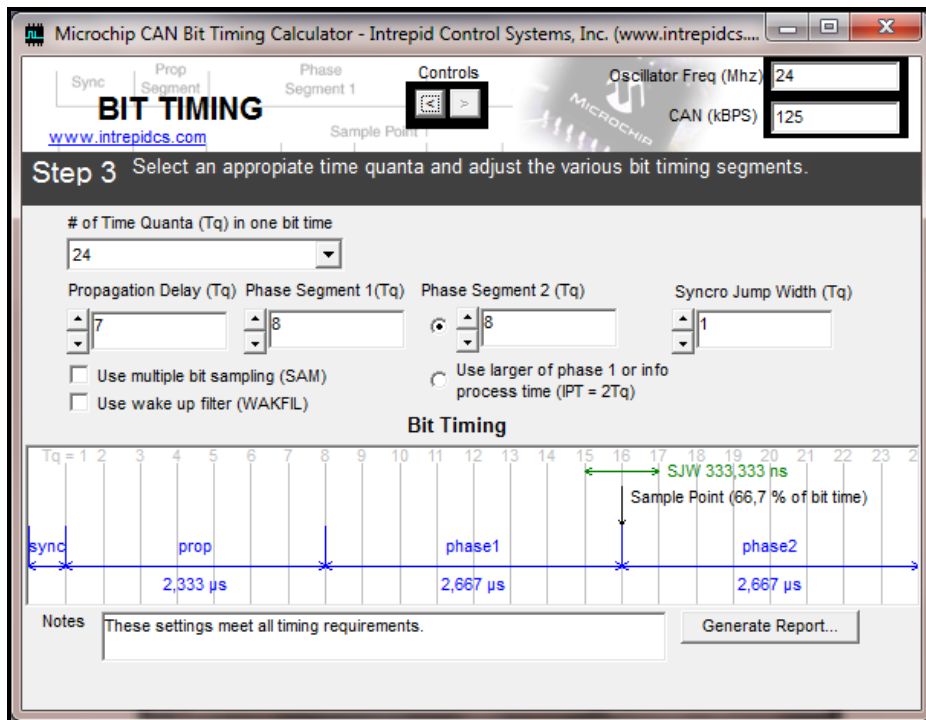 Microchip CAN Bit Timing Calculator - Intrepid Control Systems, Inc. (www.intrepidcs....
Sync
Prop Segment
Phase Segment 1
Sample Point
BIT TIMING
www.intrepidcs.com
Controls
< >
MICROCHIP
Oscillator Freq (Mhz) 24
CAN (kBPS) 125
Step 3 Select an appropiate time quanta and adjust the various bit timing segments.
# of Time Quanta (Tq) in one bit time
24
Propagation Delay (Tq) Phase Segment 1(Tq) Phase Segment 2 (Tq) Syncro Jump Width (Tq)
7 8 8 1
Use multiple bit sampling (SAM)
Use wake up filter (WAKFIL)
Use larger of phase 1 or info
process time (IPT = 2Tq)
Bit Timing
Tq = 1 2 3 4 5 6 7 8 9 10 11 12 13 14 15 16 17 18 19 20 21 22 23 2
SJW 333,333 ns
Sample Point (66,7 % of bit time)
sync prop phase1 phase2
2,333 µs 2,667 µs 2,667 µs
Notes These settings meet all timing requirements.
Generate Report...